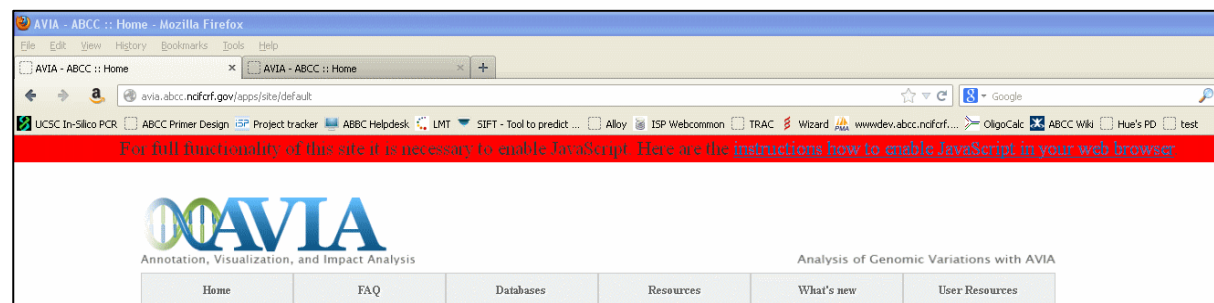 AVIA - ABCC :: Home - Mozilla Firefox
File Edit View History Bookmarks Tools Help
AVIA - ABCC :: Home × AVIA - ABCC :: Home × +
avia.abcc.ncifcrf.gov/apps/site/default Google
UCSC In-Silico PCR ABCC Primer Design Project tracker ABBC Helpdesk LMT SIFT - Tool to predict ... Alloy ISP Webcommon TRAC Wizard wwwdev.abcc.ncifcrf.... OligoCalc ABCC Wiki Hue's PD test
For full functionality of this site it is necessary to enable JavaScript. Here are the instructions how to enable JavaScript in your web browser
AVIA
Annotation, Visualization, and Impact Analysis Analysis of Genomic Variations with AVIA
Home FAQ Databases Resources What's new User Resources